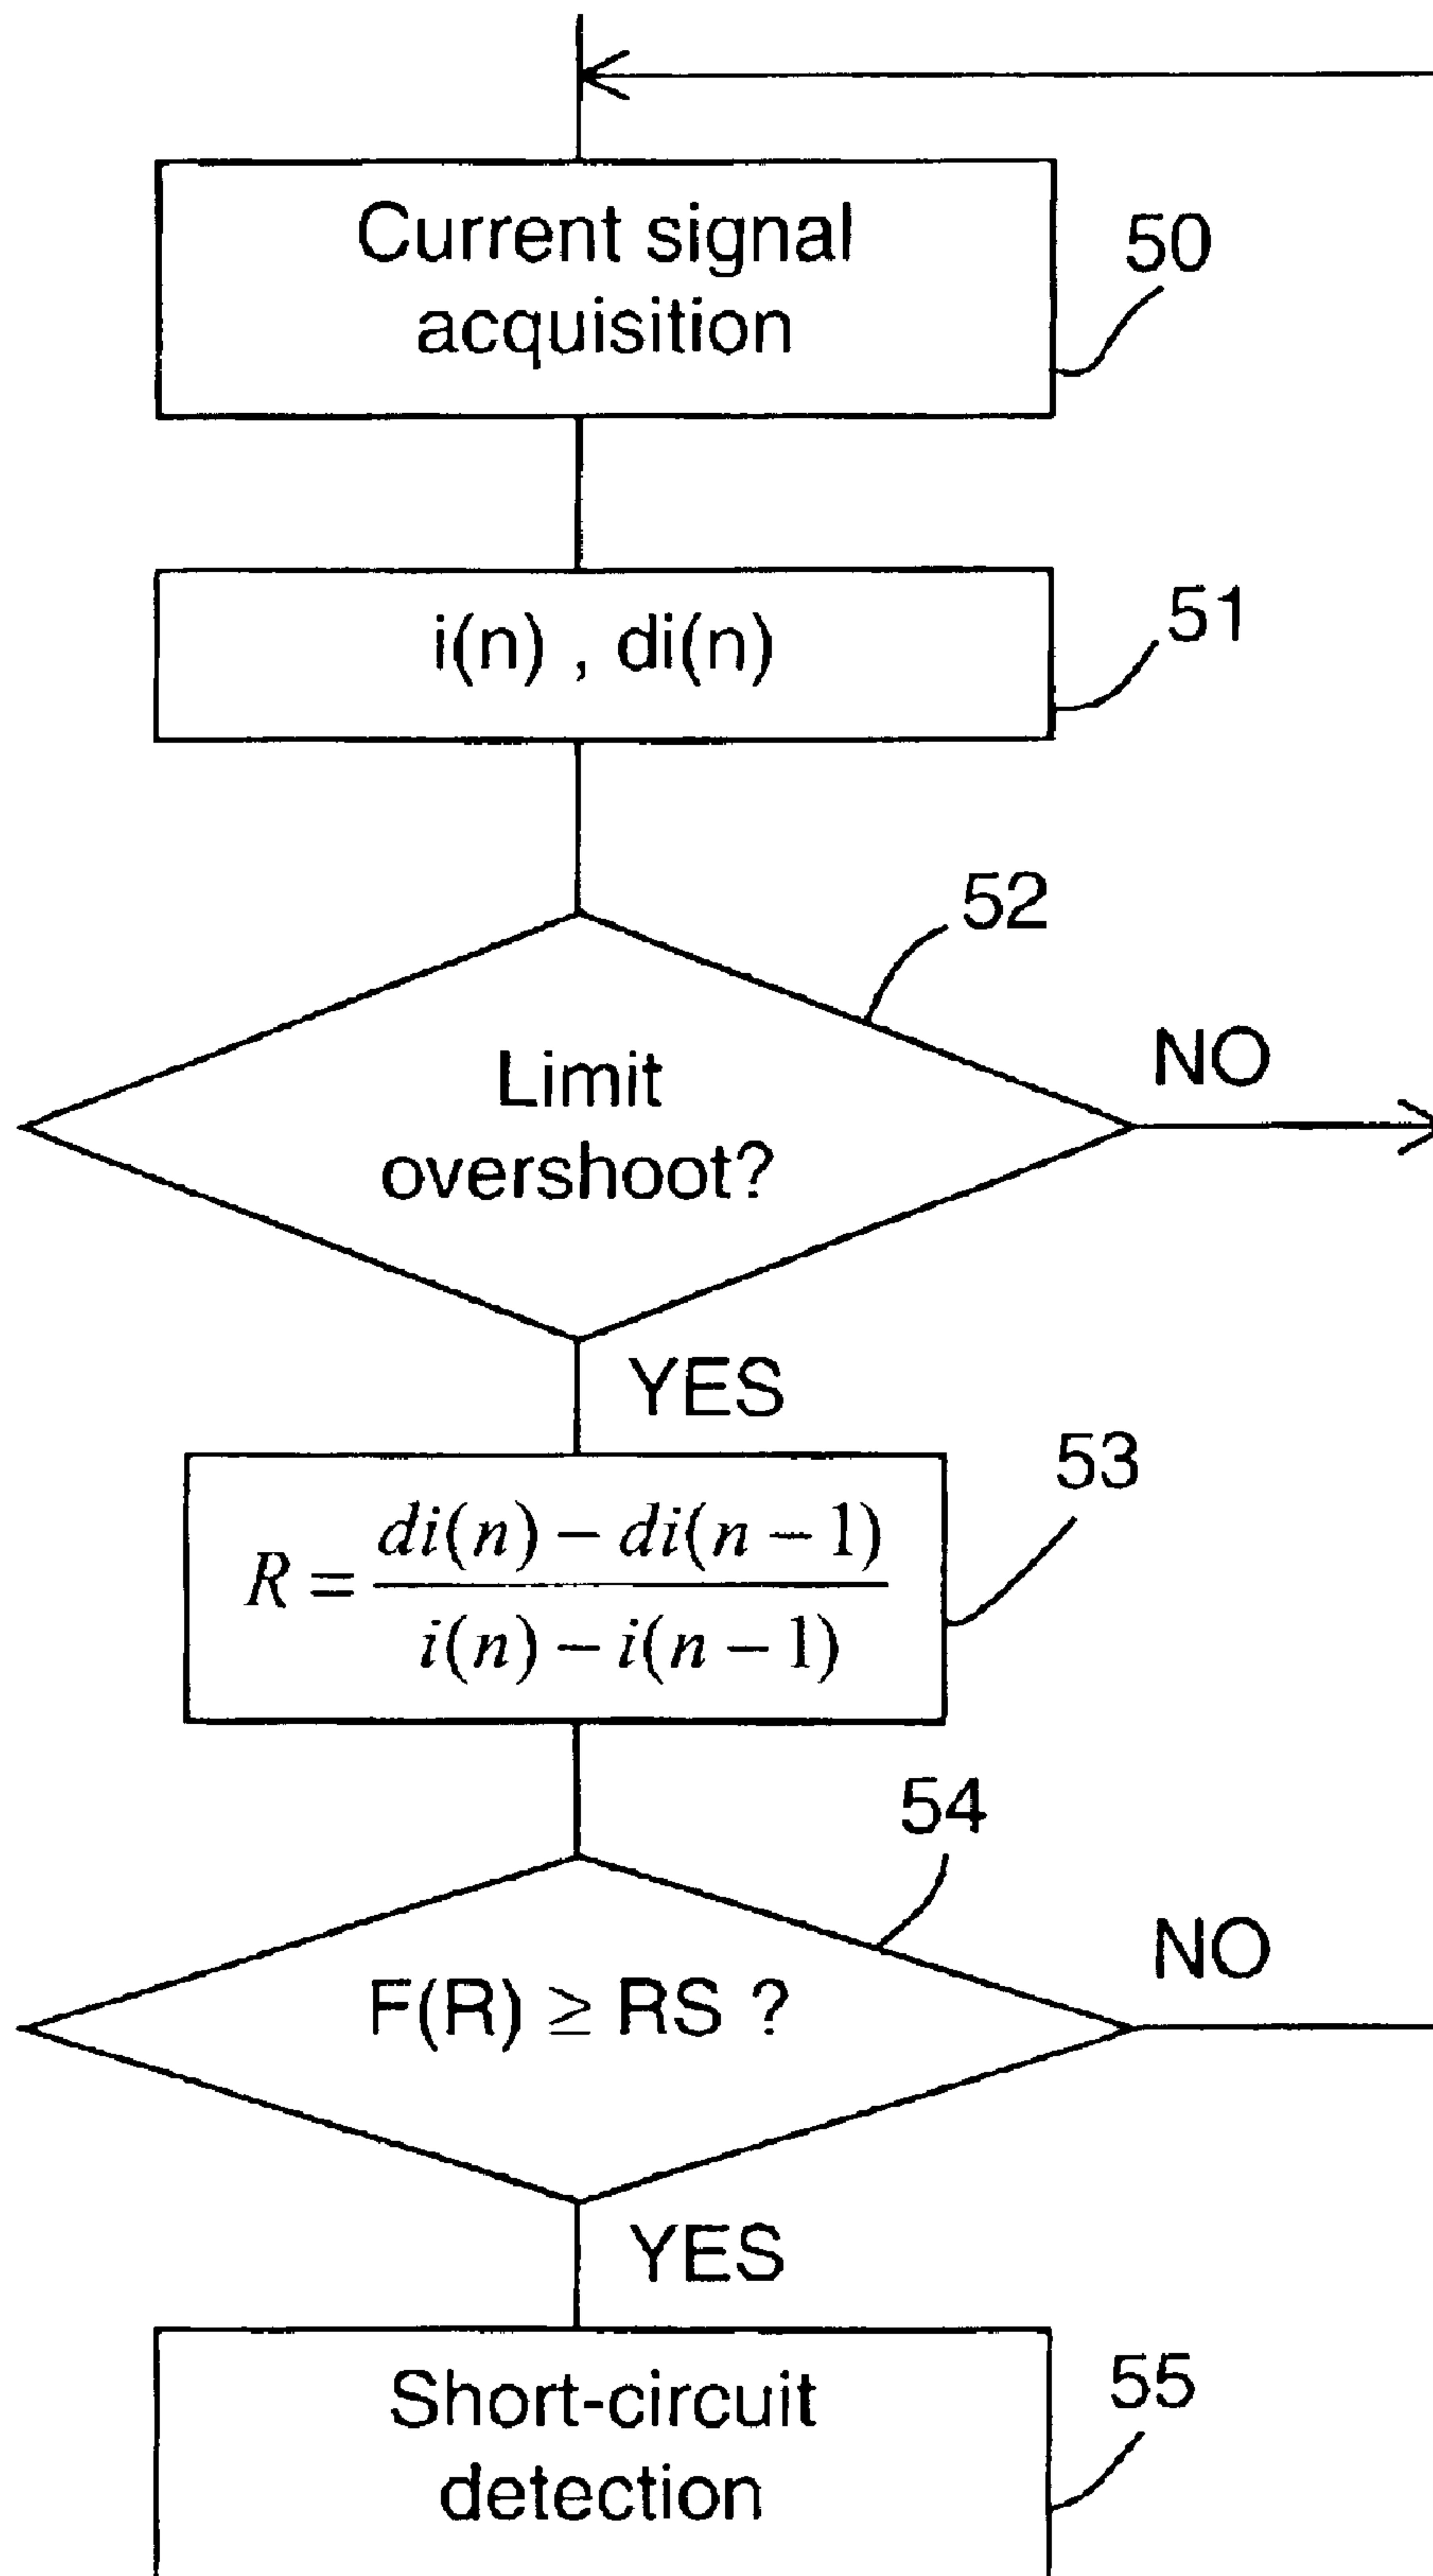 Current signal
acquisition
50
i(n) , di(n)
51
52
Limit
overshoot?
NO
YES
53
R = \frac{di(n) - di(n-1)}{i(n) - i(n-1)}
54
F(R) ≥ RS ?
NO
YES
Short-circuit
detection
55